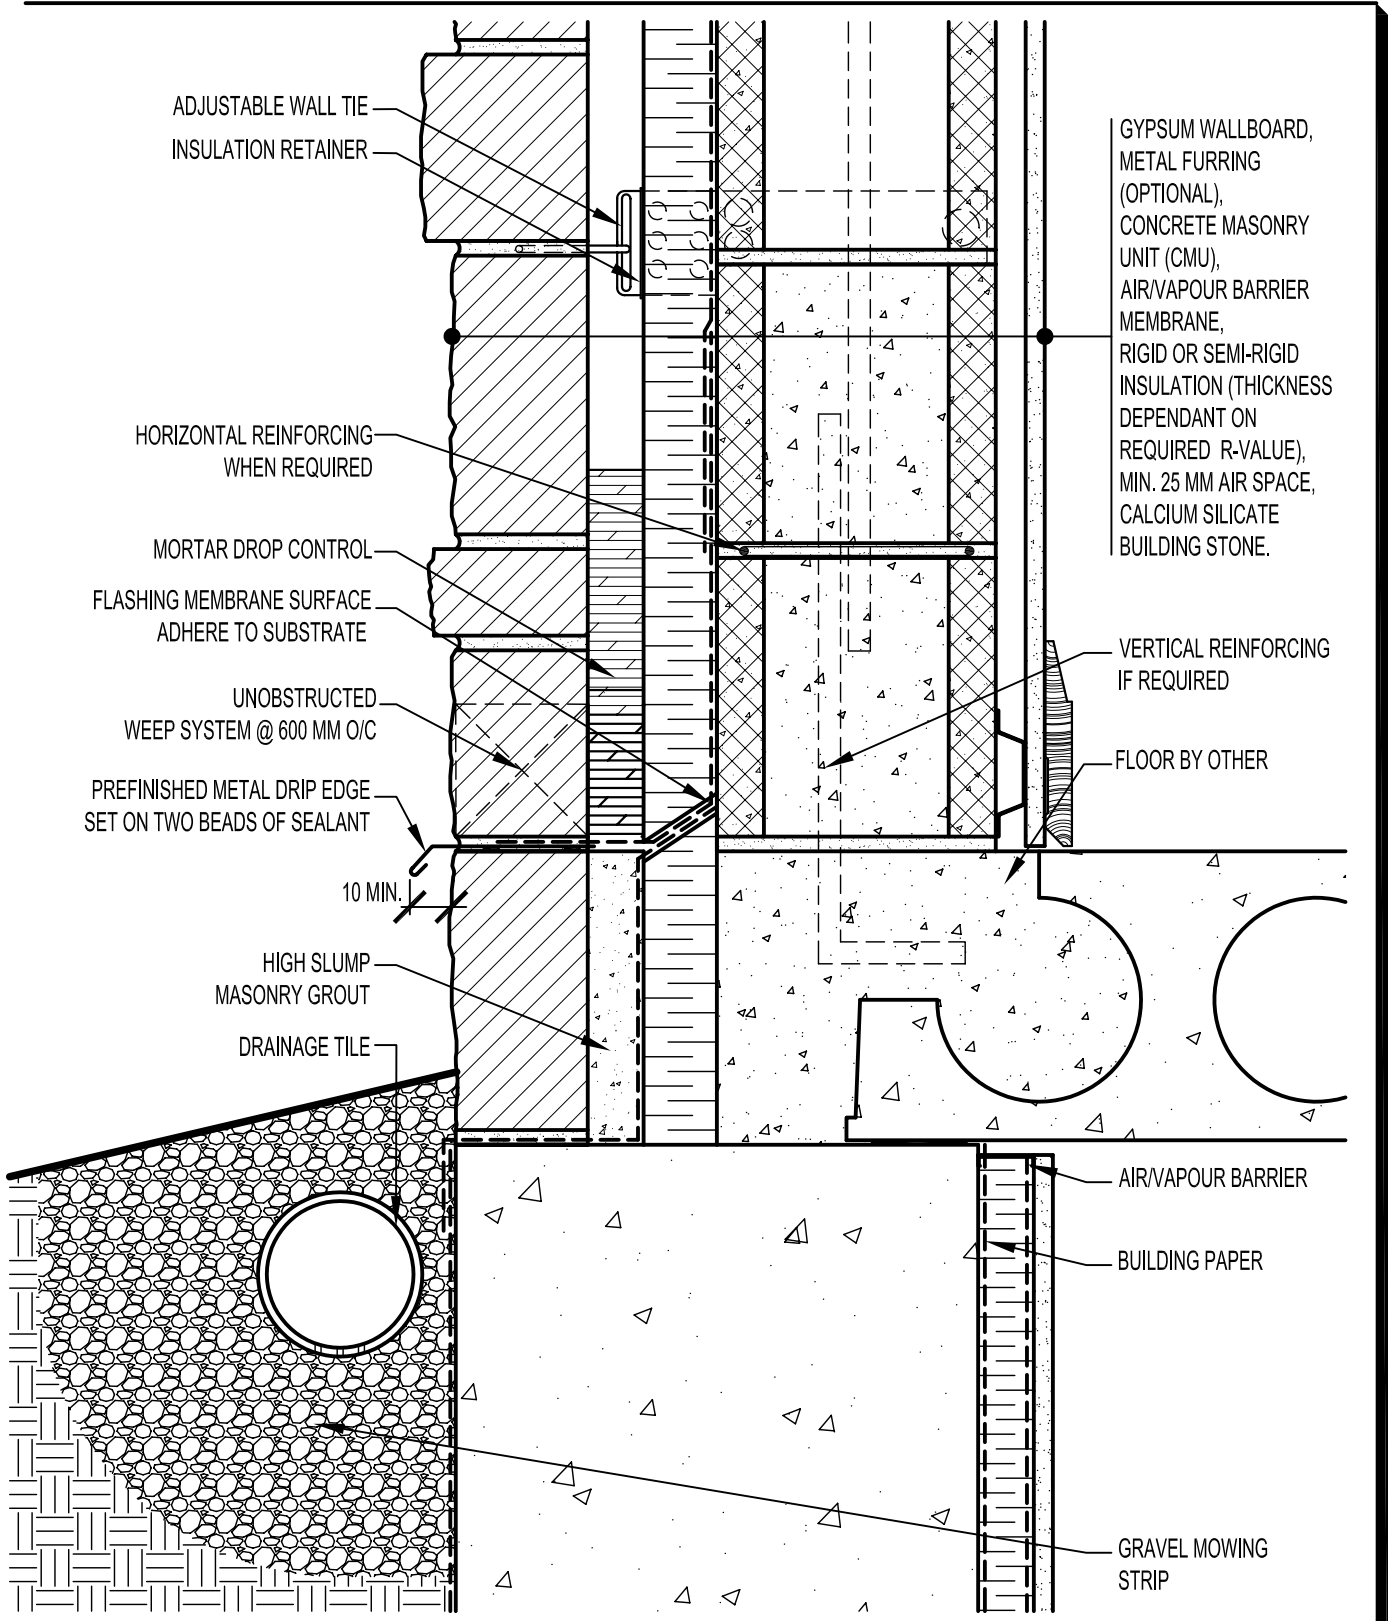 ADJUSTABLE WALL TIE
INSULATION RETAINER
HORIZONTAL REINFORCING
WHEN REQUIRED
MORTAR DROP CONTROL
FLASHING MEMBRANE SURFACE
ADHERE TO SUBSTRATE
UNOBSTRUCTED
WEEP SYSTEM @ 600 MM O/C
PREFINISHED METAL DRIP EDGE
SET ON TWO BEADS OF SEALANT
10 MIN.
HIGH SLUMP
MASONRY GROUT
DRAINAGE TILE
GYPSUM WALLBOARD,
METAL FURRING
(OPTIONAL),
CONCRETE MASONRY
UNIT (CMU),
AIR/VAPOUR BARRIER
MEMBRANE,
RIGID OR SEMI-RIGID
INSULATION (THICKNESS
DEPENDANT ON
REQUIRED R-VALUE),
MIN. 25 MM AIR SPACE,
CALCIUM SILICATE
BUILDING STONE.
VERTICAL REINFORCING
IF REQUIRED
FLOOR BY OTHER
AIR/VAPOUR BARRIER
BUILDING PAPER
GRAVEL MOWING
STRIP